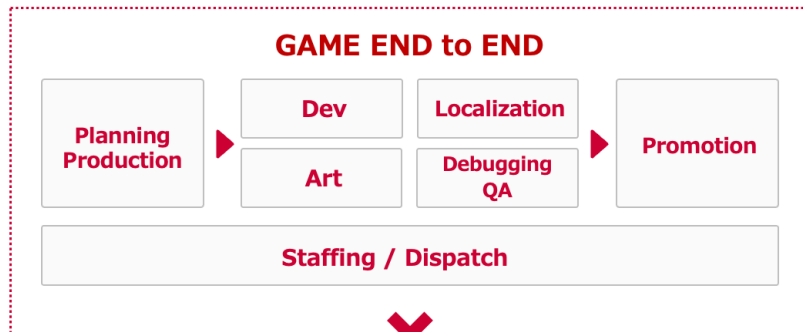 GAME END to END
Planning
Production
Dev
Art
Localization
Debugging
QA
Promotion
Staffing / Dispatch